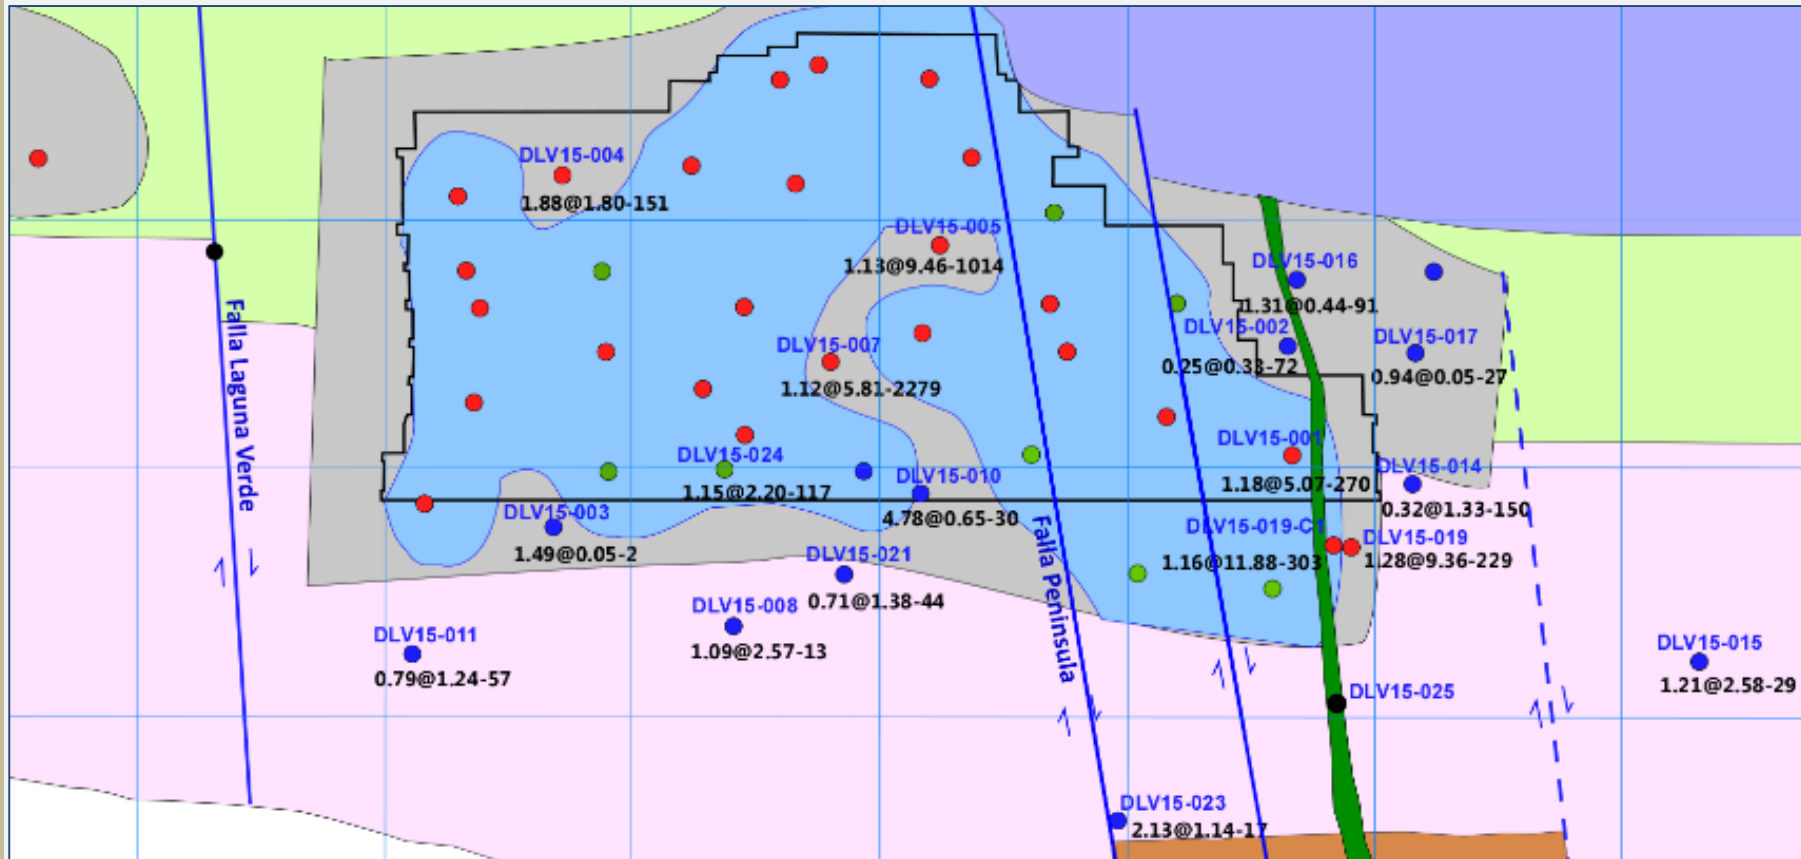 DLV15-004
1.88@1.80-151
DLV15-005
1.13@9.46-1014
DLV15-016
1.31@0.44-91
DLV15-002
0.25@0.33-72
DLV15-017
0.94@0.05-27
DLV15-007
1.12@5.81-2279
Falla Laguna Verde
DLV15-001
1.18@5.07-270
DLV15-024
1.15@2.20-117
DLV15-010
4.78@0.65-30
DLV15-014
0.32@1.33-150
DLV15-003
1.49@0.05-2
DLV15-019-C1
1.16@11.88-303
DLV15-019
1.28@9.36-229
Falla Peninsula
DLV15-021
0.71@1.38-44
DLV15-008
1.09@2.57-13
DLV15-011
0.79@1.24-57
DLV15-015
1.21@2.58-29
DLV15-025
DLV15-023
2.13@1.14-17